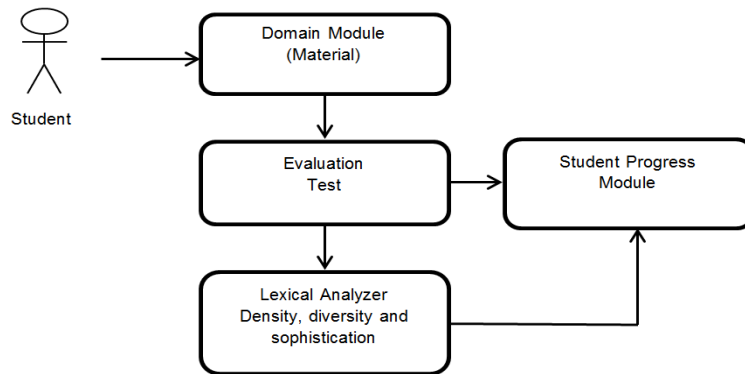 Domain Module
(Material)
Student
Evaluation
Test
Student Progress
Module
Lexical Analyzer
Density, diversity and
sophistication